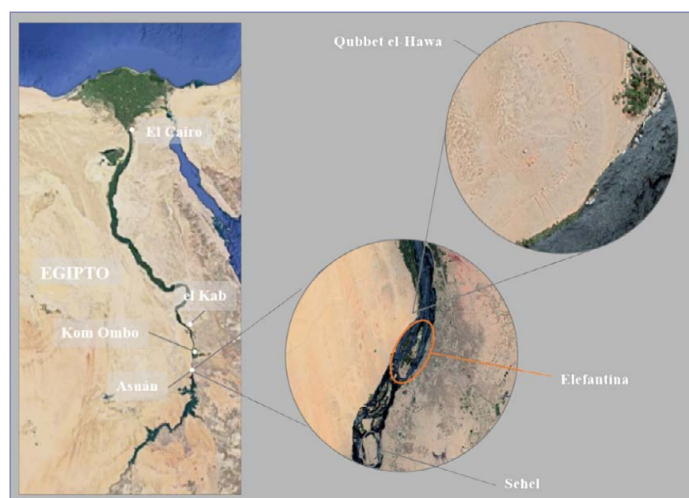 Qubbet el-Hawa
El Cairo
EGIPTO
el Kab
Kom Ombo
Asuán
Elefantina
Sehel